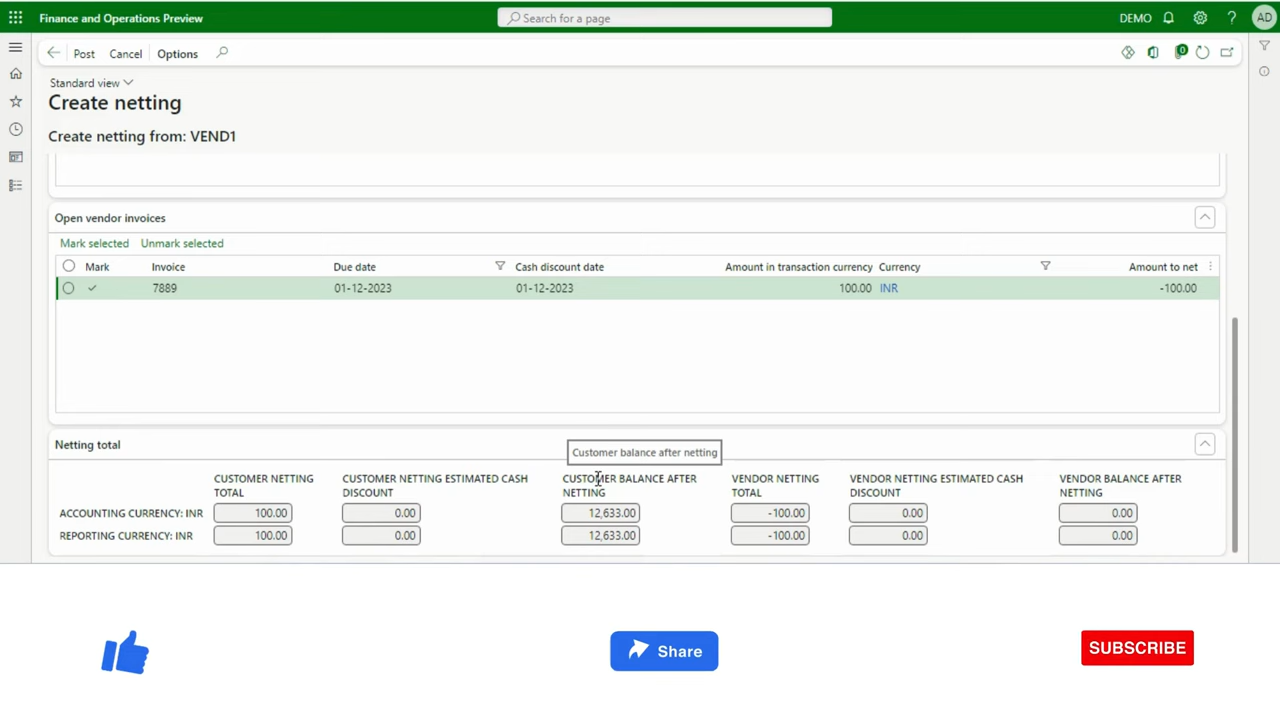 Finance and Operations Preview
Search for a page
DEMO
?
AD
Post Cancel Options
0
Standard view
Create netting
Create netting from: VEND1
Open vendor invoices
Mark selected Unmark selected
Mark Invoice Due date Cash discount date Amount in transaction currency Currency Amount to net
7889 01-12-2023 01-12-2023 100.00 INR -100.00
Netting total
Customer balance after netting
CUSTOMER NETTING TOTAL
CUSTOMER NETTING ESTIMATED CASH DISCOUNT
CUSTOMER BALANCE AFTER NETTING
VENDOR NETTING TOTAL
VENDOR NETTING ESTIMATED CASH DISCOUNT
VENDOR BALANCE AFTER NETTING
ACCOUNTING CURRENCY: INR 100.00 0.00 12,633.00 -100.00 0.00 0.00
REPORTING CURRENCY: INR 100.00 0.00 12,633.00 -100.00 0.00 0.00
Share
SUBSCRIBE